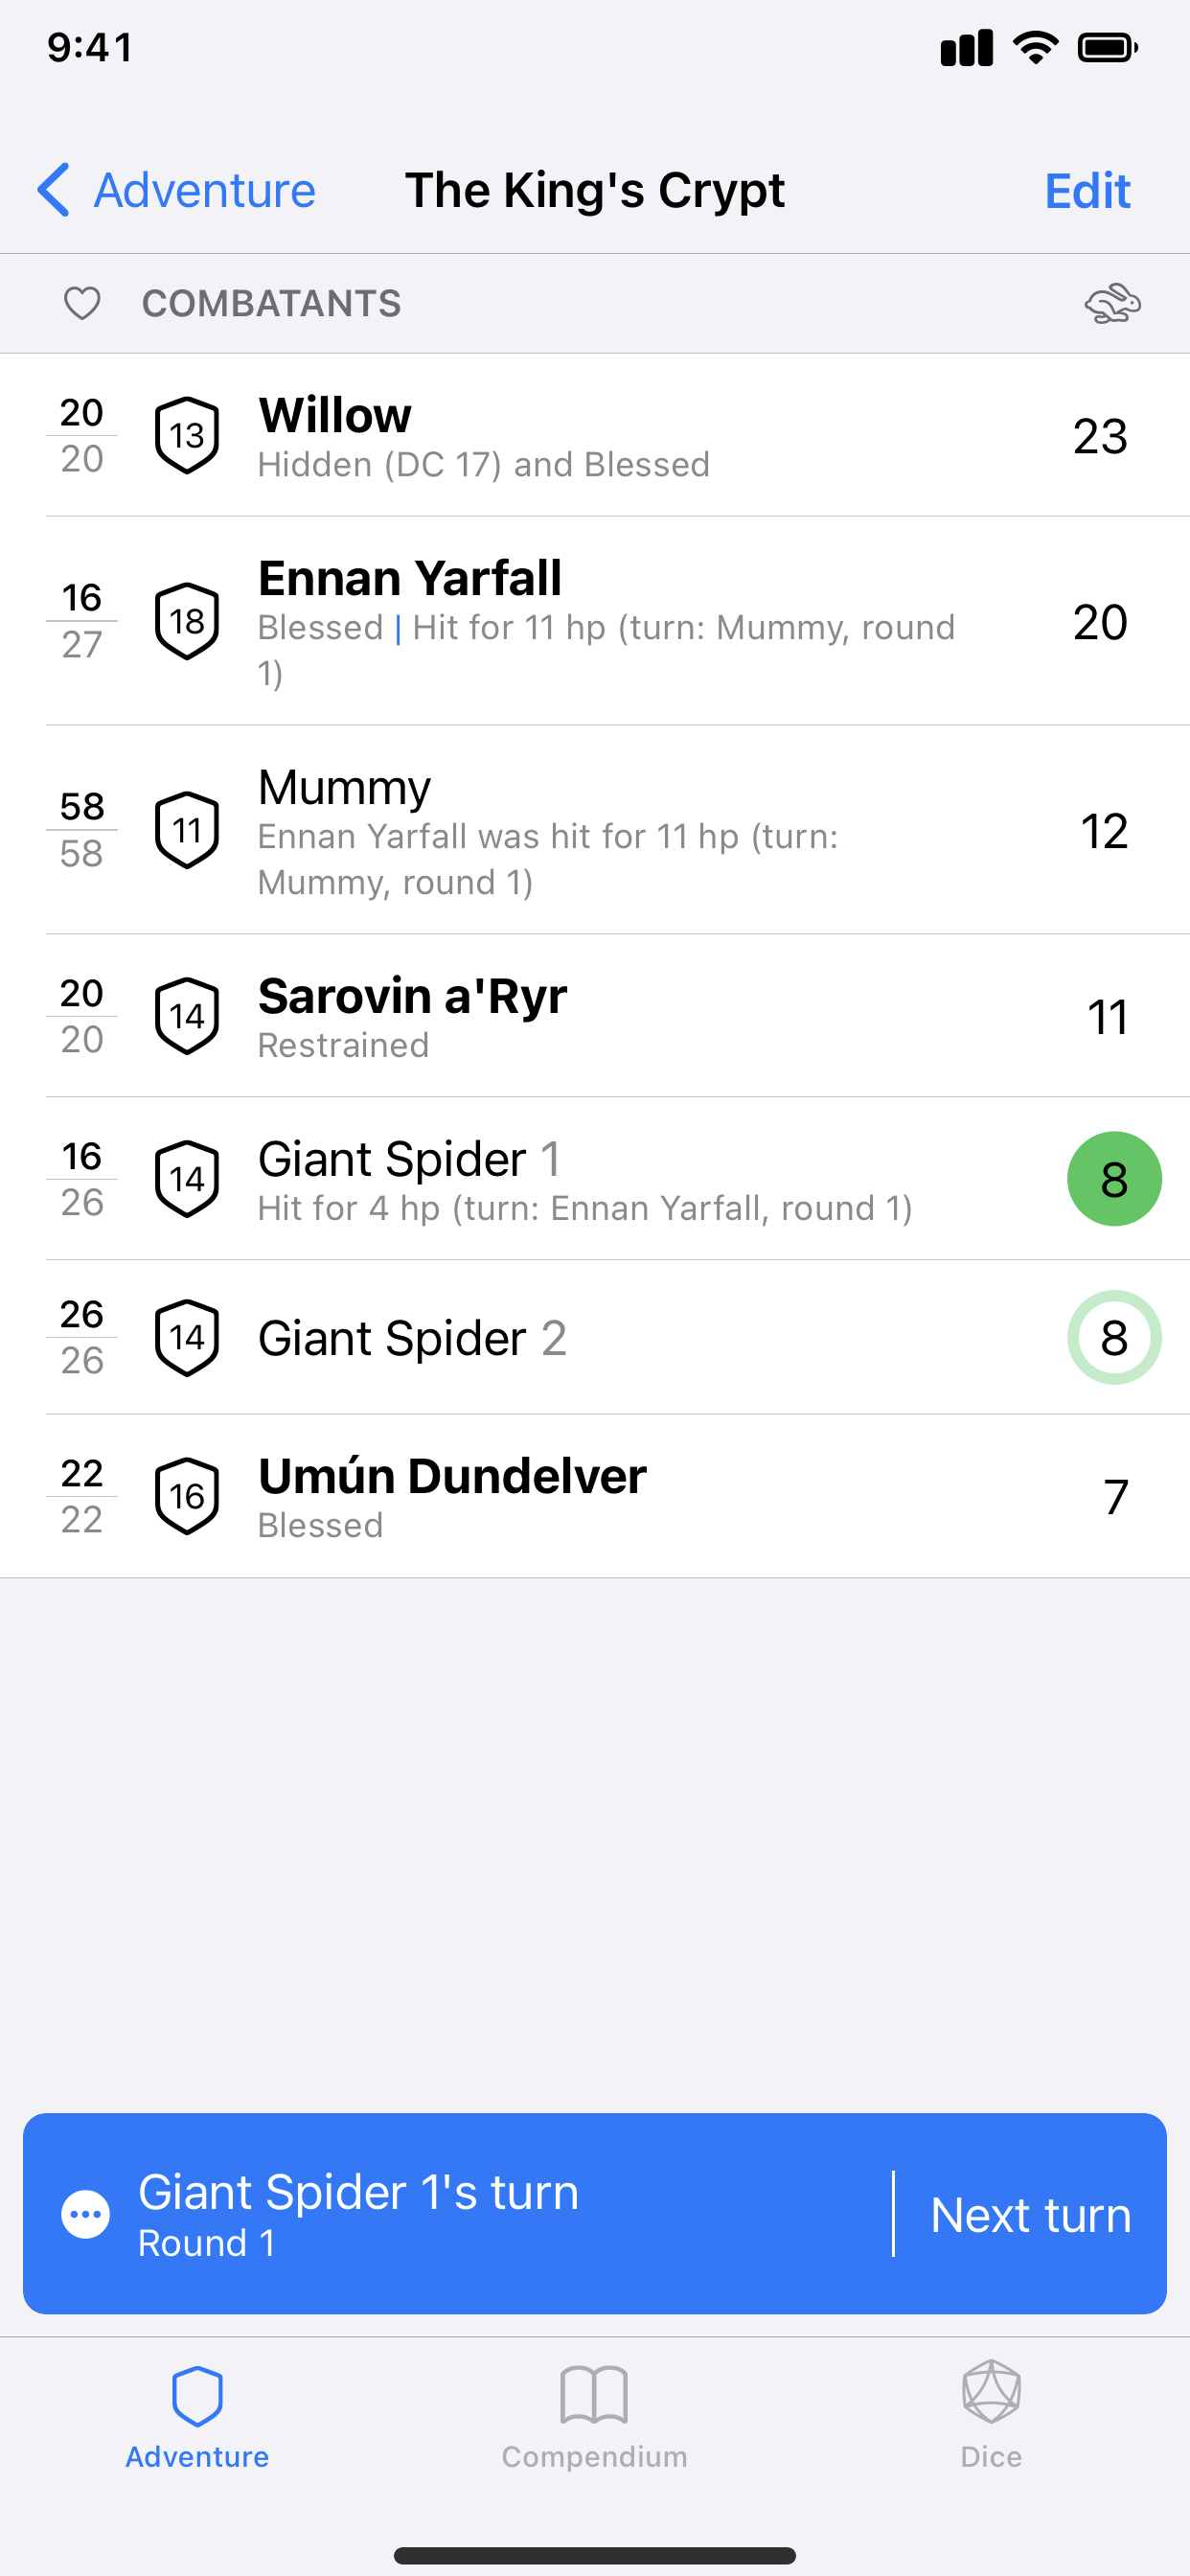 9:41
Adventure
The King's Crypt
Edit
COMBATANTS
20
20
13
Willow
Hidden (DC 17) and Blessed
23
16
27
18
Ennan Yarfall
Blessed | Hit for 11 hp (turn: Mummy, round
1)
20
58
58
11
Mummy
Ennan Yarfall was hit for 11 hp (turn:
Mummy, round 1)
12
20
20
14
Sarovin a'Ryr
Restrained
11
16
26
14
Giant Spider 1
Hit for 4 hp (turn: Ennan Yarfall, round 1)
8
26
26
14
Giant Spider 2
8
22
22
16
Umún Dundelver
Blessed
7
Giant Spider 1's turn
Round 1
Next turn
Adventure
Compendium
Dice